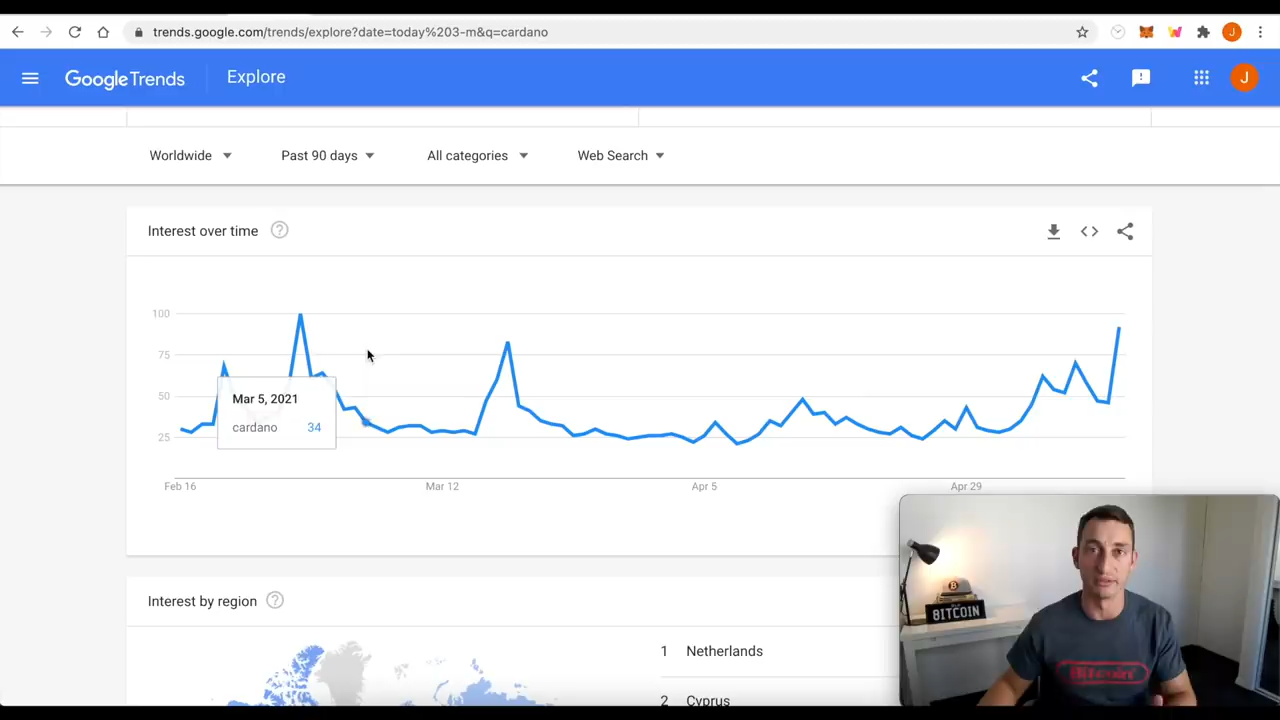 trends.google.com/trends/explore?date=today%203-m&q=cardano
J
Google Trends
Explore
J
Worldwide
Past 90 days
All categories
Web Search
Interest over time
100
75
50
25
Mar 5, 2021
cardano 34
Feb 16
Mar 12
Apr 5
Apr 29
Interest by region
1 Netherlands
2 Cyprus
BITCOIN
Bitcoin